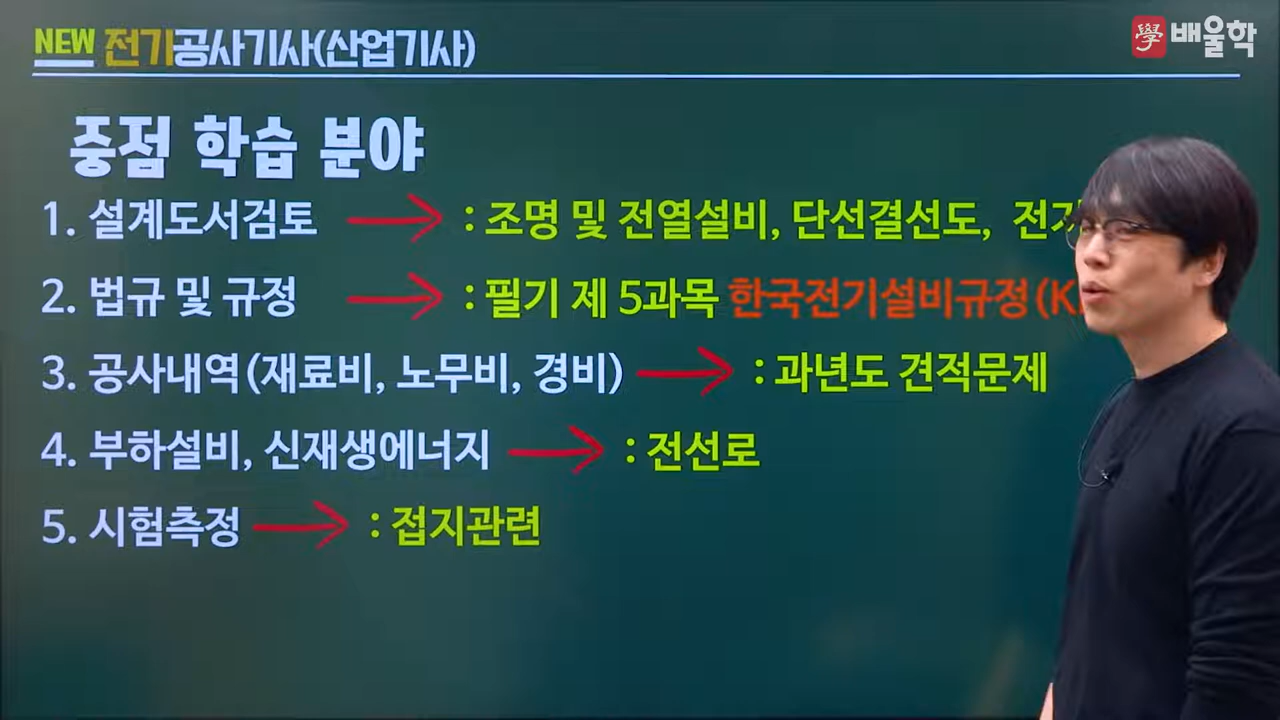 NEW 전기공사기사(산업기사)
學 배울학
중점 학습 분야
1. 설계도서검토 → : 조명 및 전열설비, 단선결선도,
2. 법규 및 규정 → : 필기 제 5과목 한국전기설비규정(K
3. 공사내역(재료비, 노무비, 경비) → : 과년도 견적문제
4. 부하설비, 신재생에너지 → : 전선로
5. 시험측정 → : 접지관련